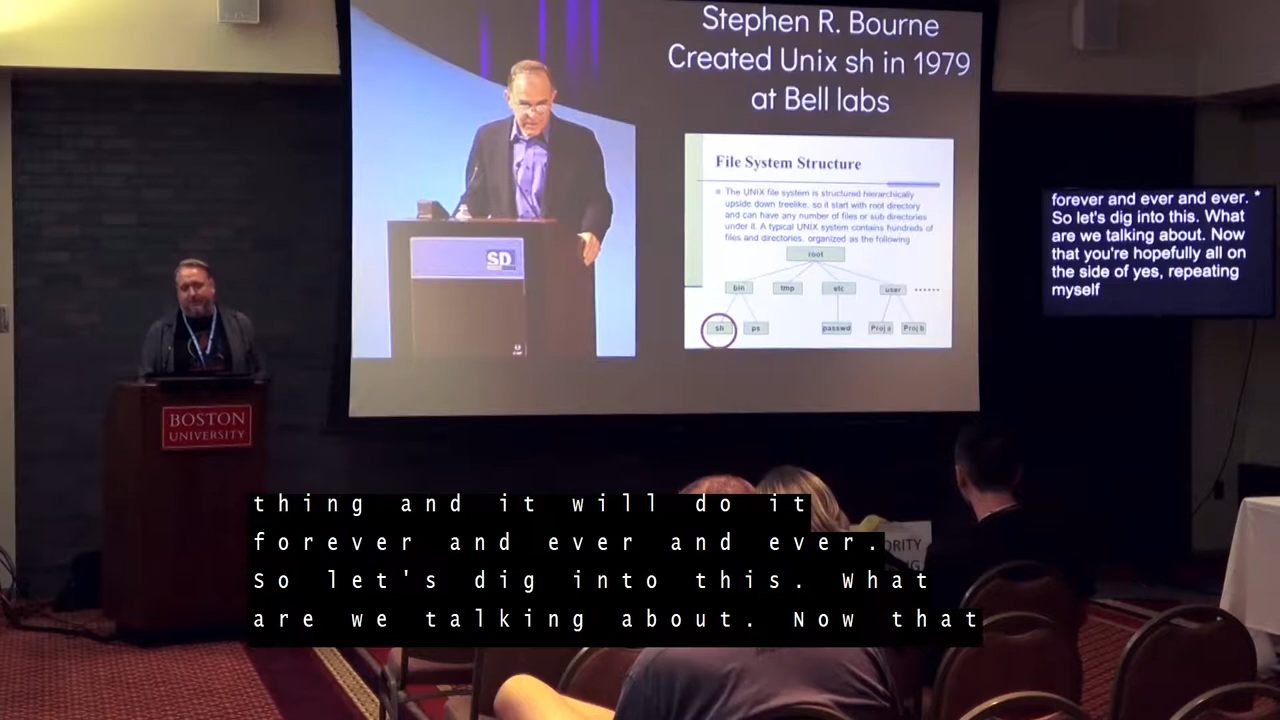 Stephen R. Bourne
Created Unix sh in 1979
at Bell labs
SD
File System Structure
The UNIX file system is structured hierarchically
upside down treelike, so it start with root directory
and can have any number of files or sub directories
under it. A typical UNIX system contains hundreds of
files and directories, organized as the following
root
bin tmp etc user ......
sh ps passwd Proj a Proj b
forever and ever and ever. *
So let's dig into this. What
are we talking about. Now
that you're hopefully all on
the side of yes, repeating
myself
BOSTON
UNIVERSITY
thing and it will do it
forever and ever and ever.
So let's dig into this. What
are we talking about. Now that